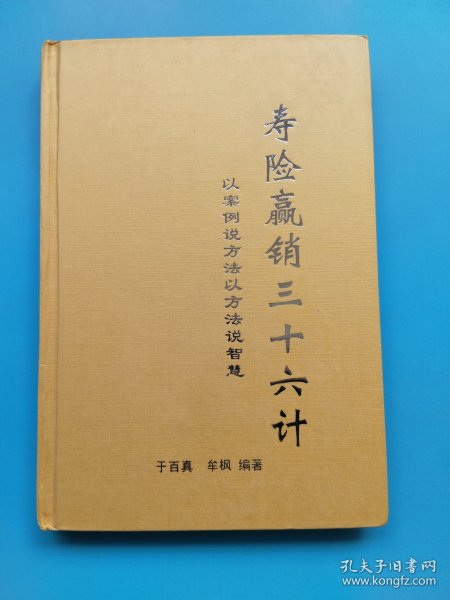 寿险赢销三十六计
以案例说方法以方法说智慧
于百真 牟枫 编著
孔夫子旧书网
www.kongfz.com